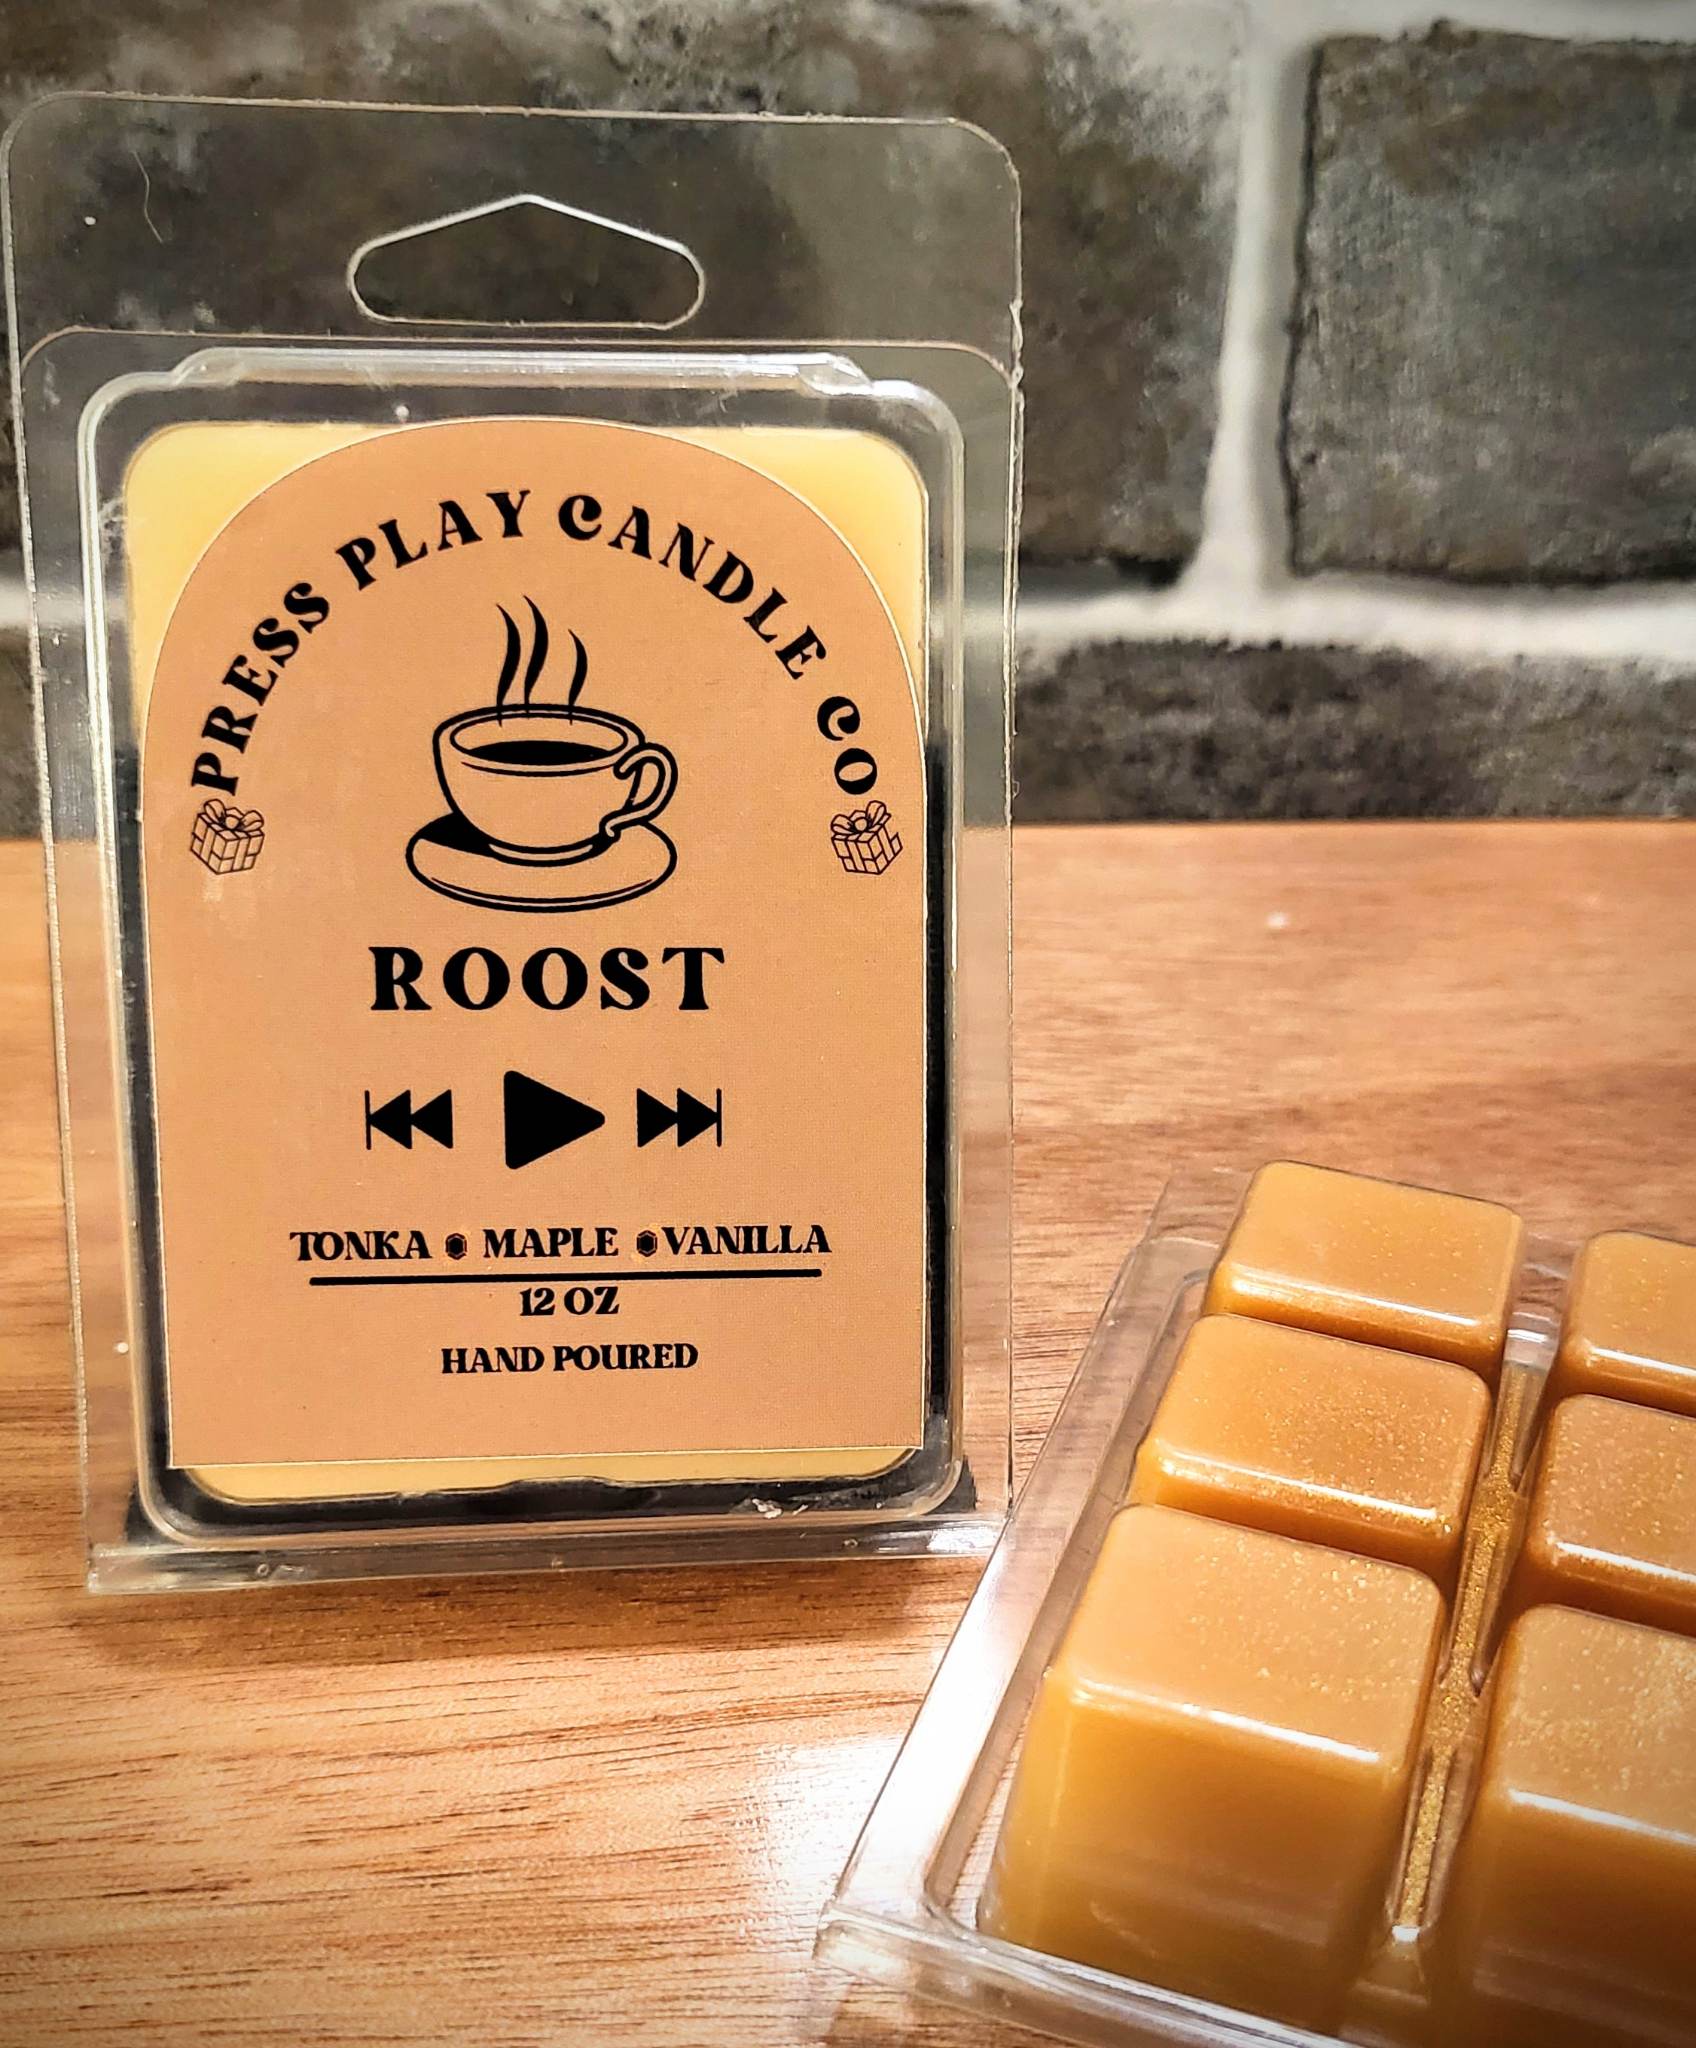 PRESS PLAY CANDLE CO
ROOST
TONKA MAPLE VANILLA
12 OZ
HAND POURED